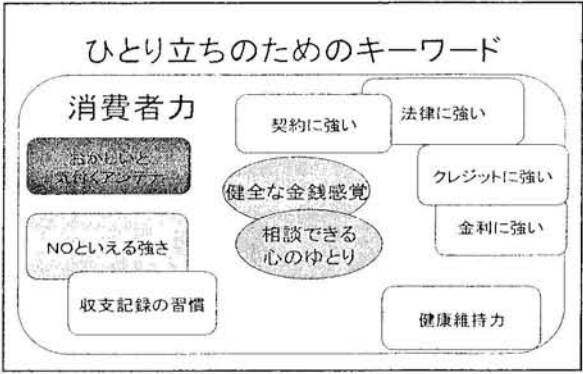 ひとり立ちのためのキーワード
消費者力
契約に強い
法律に強い
おかしいと
気付くアンテナ
健全な金銭感覚
クレジットに強い
相談できる
心のゆとり
金利に強い
NOといえる強さ
収支記録の習慣
健康維持力